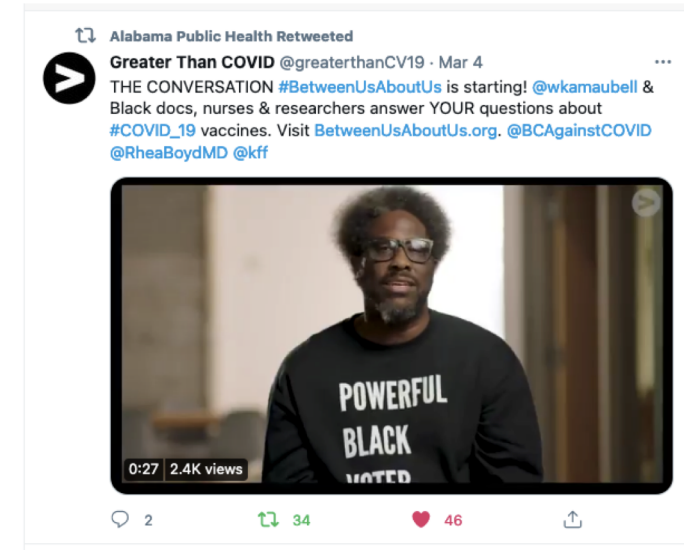 Alabama Public Health Retweeted
Greater Than COVID @greaterthanCV19 · Mar 4
THE CONVERSATION #BetweenUsAboutUs is starting! @wkamaubell &
Black docs, nurses & researchers answer YOUR questions about
#COVID_19 vaccines. Visit BetweenUsAboutUs.org. @BCAgainstCOVID
@RheaBoydMD @kff
POWERFUL
BLACK
VOTER
0:27 2.4K views
2 34 46